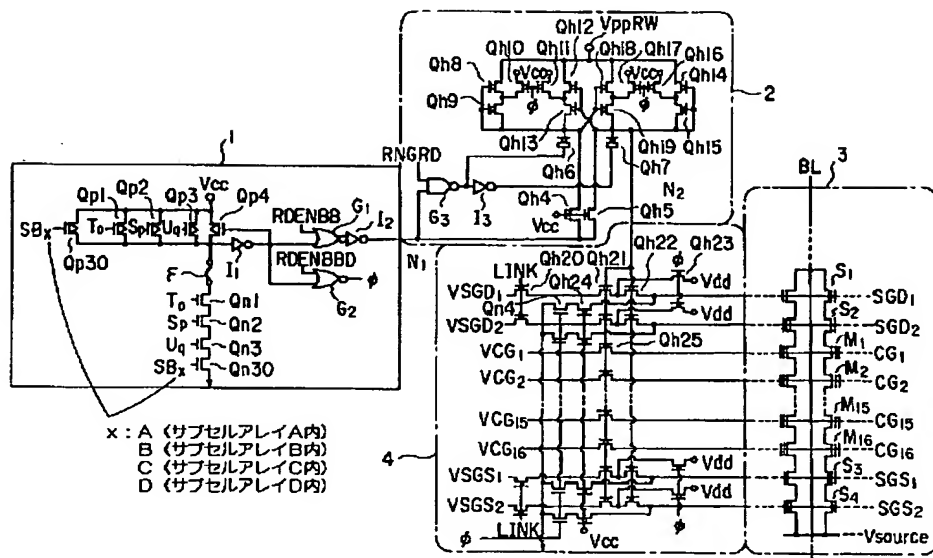 Qh12 VppRW
Qh10 Qh11 Qh18 Qh17 Qh16
Qh8 Vcc Vcc Qh14
Qh9 φ φ
2
Qh13 Qh19 Qh15
Qh6 Qh7
RNGRD
G3 I3
Qh4 Vcc Qh5
N2
1
Qp1 Qp2 Qp3 Vcc Qp4
SBx To Sp Uq
Qp30
I1
RDENBB G1 I2
RDENBBD
G2 φ
N1
F
To Qn1
Sp Qn2
Uq Qn3
SBx Qn30
x : A (サブセルアレイA内)
B (サブセルアレイB内)
C (サブセルアレイC内)
D (サブセルアレイD内)
BL 3
LINK Qh20 Qh21 Qh22 Qh23 φ
VSGD1 Qh24 Vdd S1 SGD1
Qn4
VSGD2 Vdd S2 SGD2
VCG1 Qh25 M1 CG1
VCG2 M2 CG2
VCG15 M15 CG15
VCG16 M16 CG16
4
VSGS1 Vdd S3 SGS1
VSGS2 Vdd S4 SGS2
φ LINK Vcc φ
Vsource